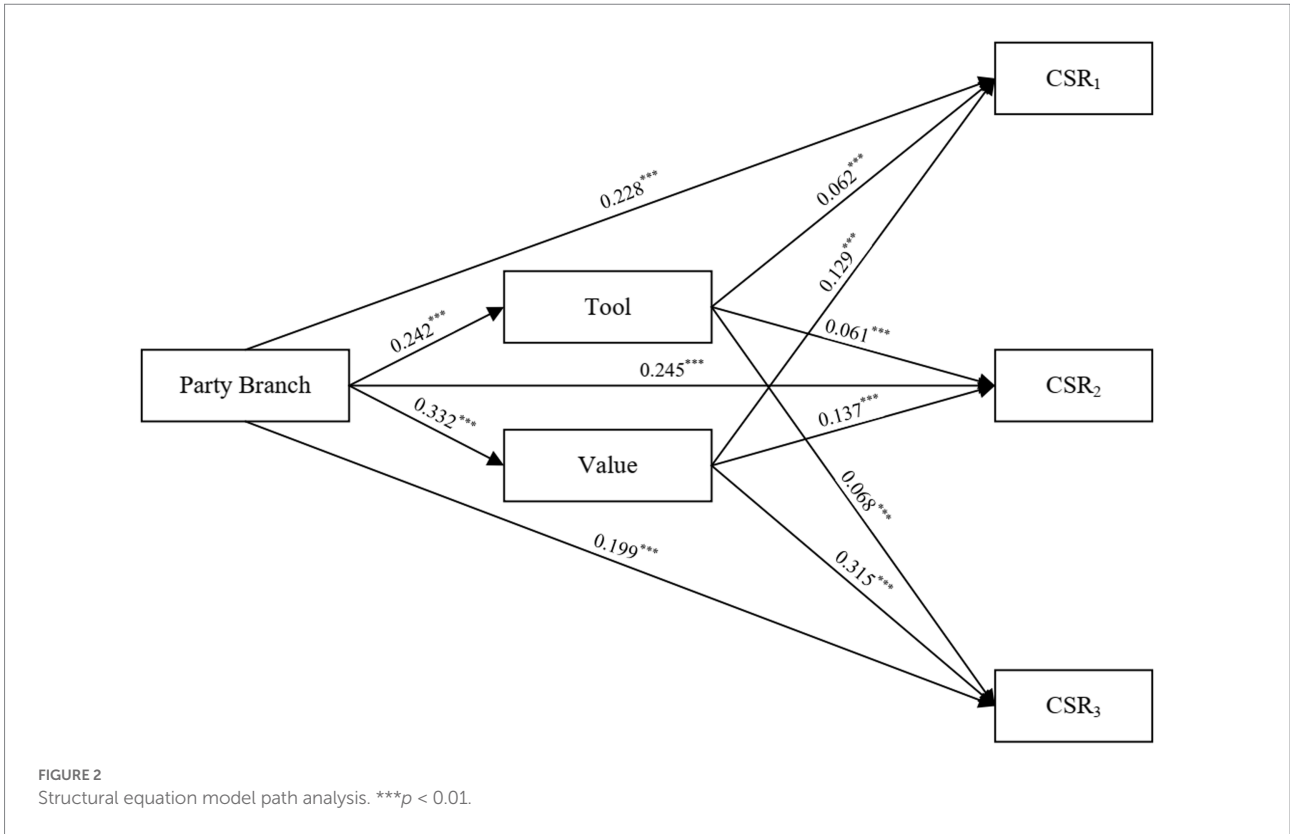 CSR₁
0.228***
0.062***
0.129***
Tool
0.242***
0.061***
Party Branch
0.245***
CSR₂
0.332***
0.137***
Value
0.068***
0.199***
0.315***
CSR₃
FIGURE 2
Structural equation model path analysis. ***p < 0.01.